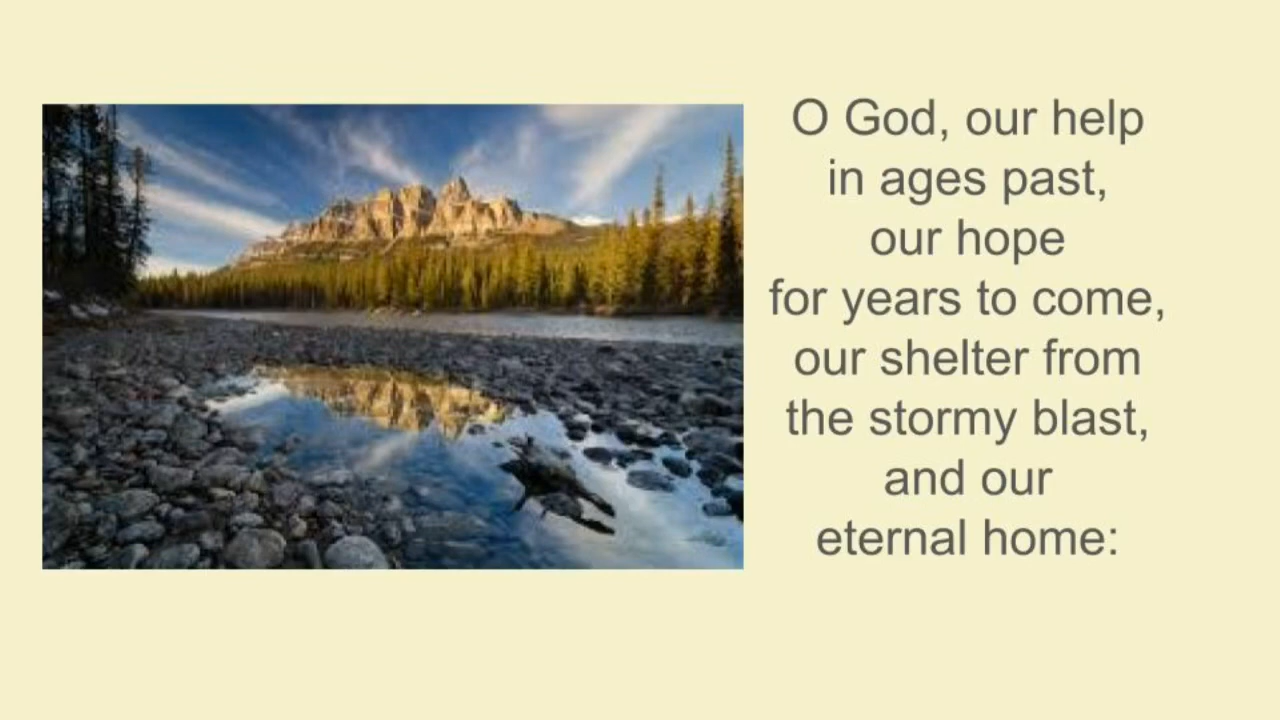 O God, our help
in ages past,
our hope
for years to come,
our shelter from
the stormy blast,
and our
eternal home: